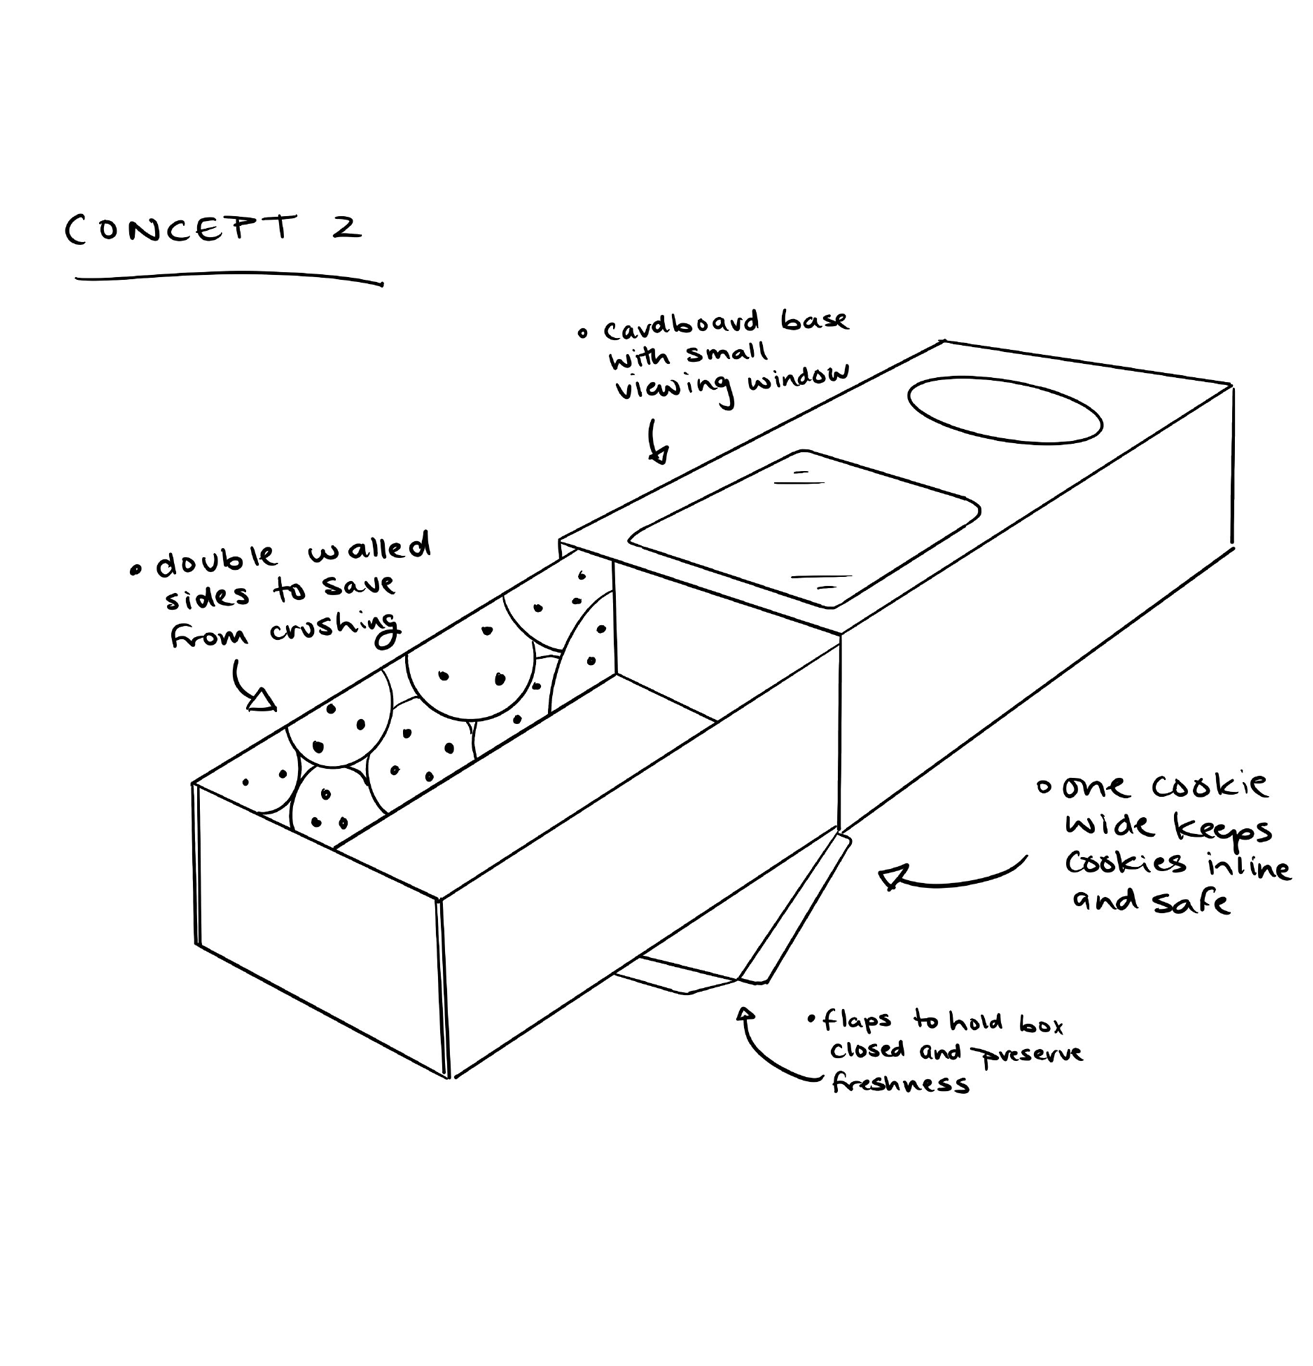 CONCEPT 2
• cardboard base
with small
viewing window
• double walled
sides to save
from crushing
• one cookie
wide keeps
cookies inline
and safe
• flaps to hold box
closed and preserve
freshness